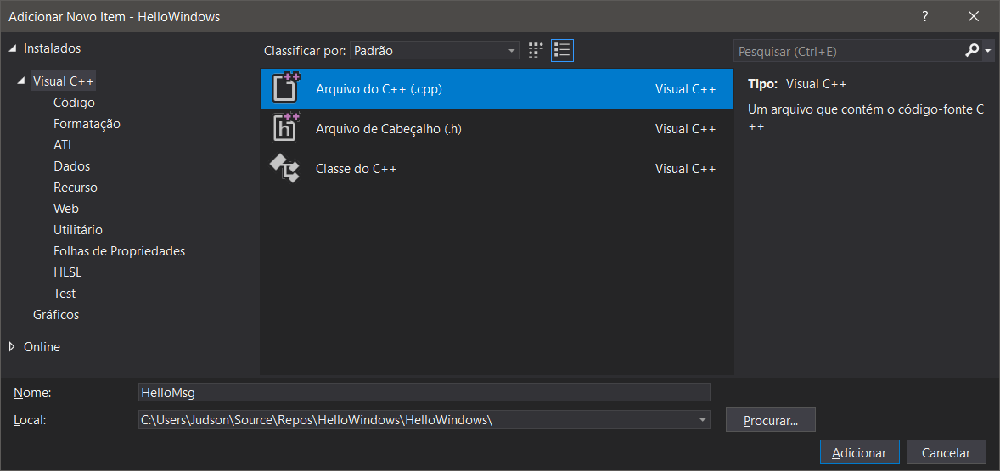 Adicionar Novo Item - HelloWindows ?
Instalados
Visual C++
Código
Formatação
ATL
Dados
Recurso
Web
Utilitário
Folhas de Propriedades
HLSL
Test
Gráficos
Online
Classificar por: Padrão
Arquivo do C++ (.cpp) Visual C++
Arquivo de Cabeçalho (.h) Visual C++
Classe do C++ Visual C++
Pesquisar (Ctrl+E)
Tipo: Visual C++
Um arquivo que contém o código-fonte C
++
Nome: HelloMsg
Local: C:\Users\Judson\Source\Repos\HelloWindows\HelloWindows\
Procurar...
Adicionar Cancelar